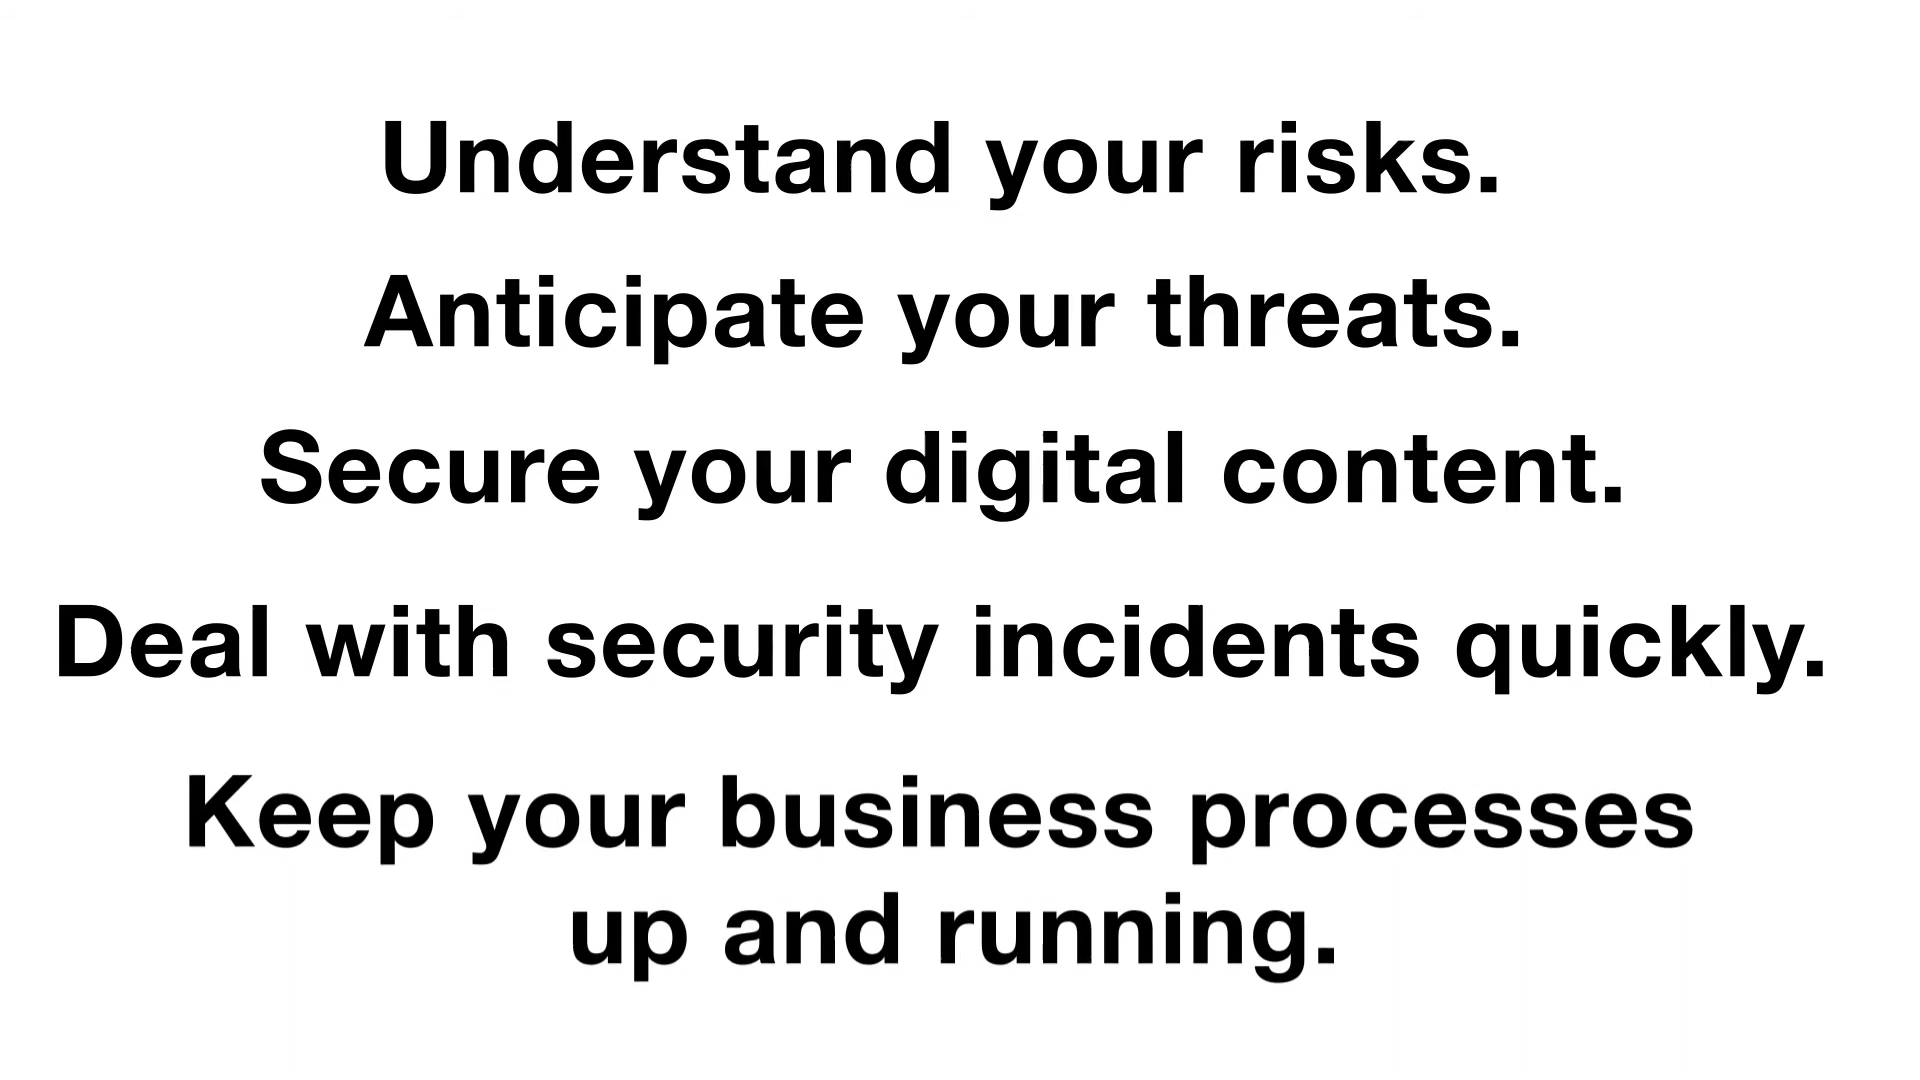 Understand your risks.
Anticipate your threats.
Secure your digital content.
Deal with security incidents quickly.
Keep your business processes
up and running.